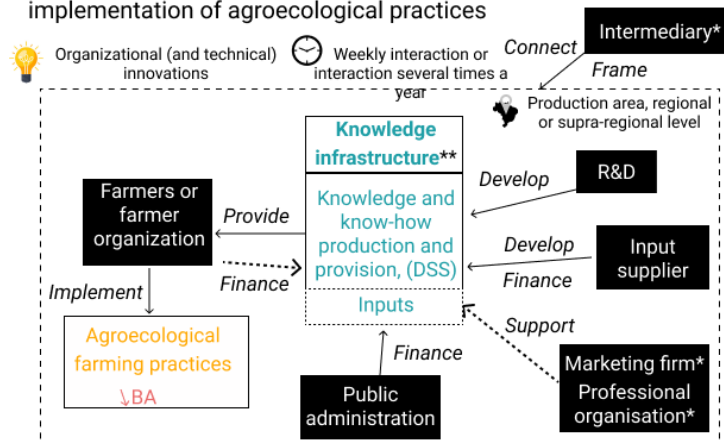 implementation of agroecological practices
Organizational (and technical)
innovations
Weekly interaction or
interaction several times a
year
Connect
Intermediary*
Frame
Production area, regional
or supra-regional level
Knowledge
infrastructure**
Knowledge and
know-how
production and
provision, (DSS)
Inputs
Farmers or
farmer
organization
Provide
Finance
Implement
Agroecological
farming practices
↘BA
Develop
R&D
Develop
Finance
Input
supplier
Support
Marketing firm*
Professional
organisation*
Finance
Public
administration